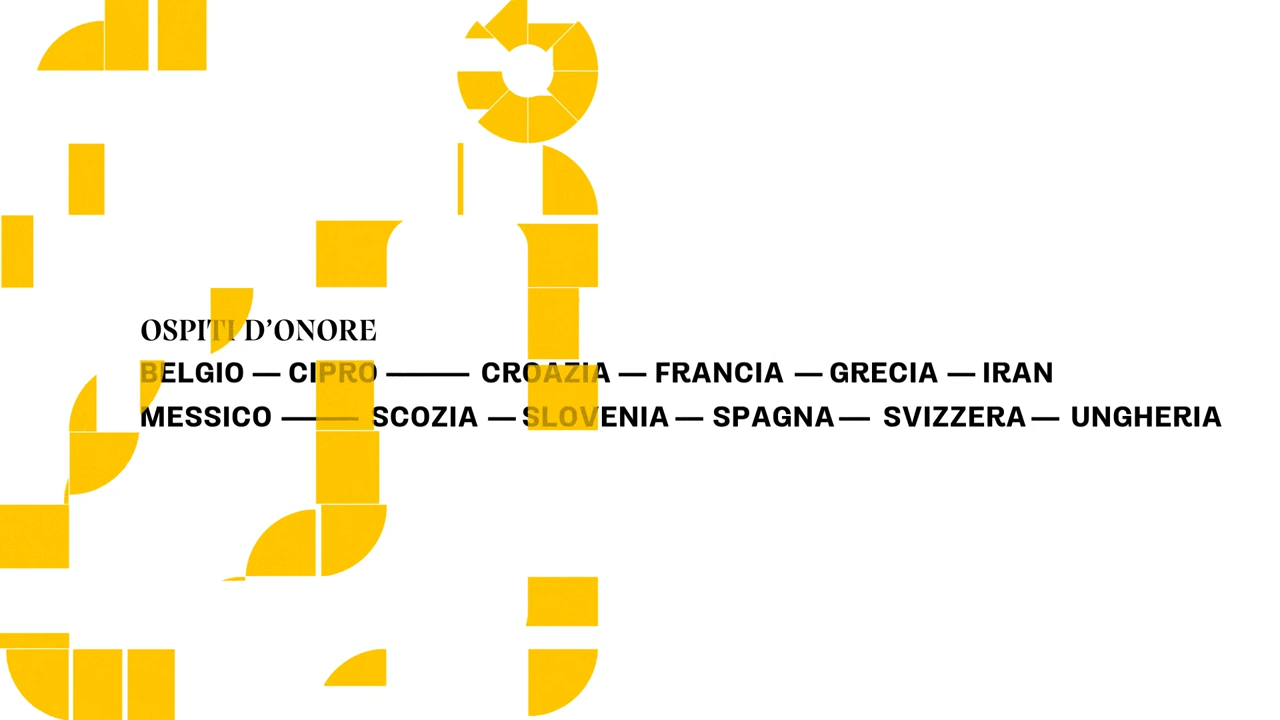 OSPITI D’ONORE
BELGIO — CIPRO —— CROAZIA — FRANCIA — GRECIA — IRAN
MESSICO —— SCOZIA — SLOVENIA — SPAGNA — SVIZZERA — UNGHERIA